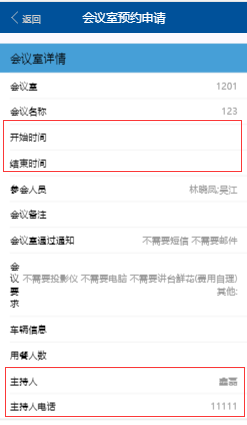 返回 会议室预约申请
会议室详情
会议室 1201
会议名称 123
开始时间
结束时间
参会人员 林晓凤;吴江
会议备注
会议室通过通知 不需要短信 不需要邮件
会
议 不需要投影仪 不需要电脑 不需要讲台鲜花(费用自理)
要 其他:
求
车辆信息
用餐人数
主持人 鑫磊
主持人电话 11111